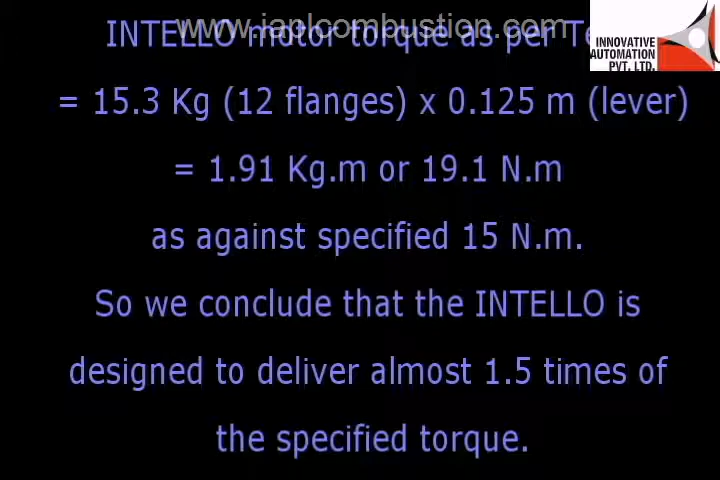 www.iaplcombustion.com
INTELLO motor torque as per
INNOVATIVE
AUTOMATION
PVT. LTD.
= 15.3 Kg (12 flanges) x 0.125 m (lever)
= 1.91 Kg.m or 19.1 N.m
as against specified 15 N.m.
So we conclude that the INTELLO is
designed to deliver almost 1.5 times of
the specified torque.